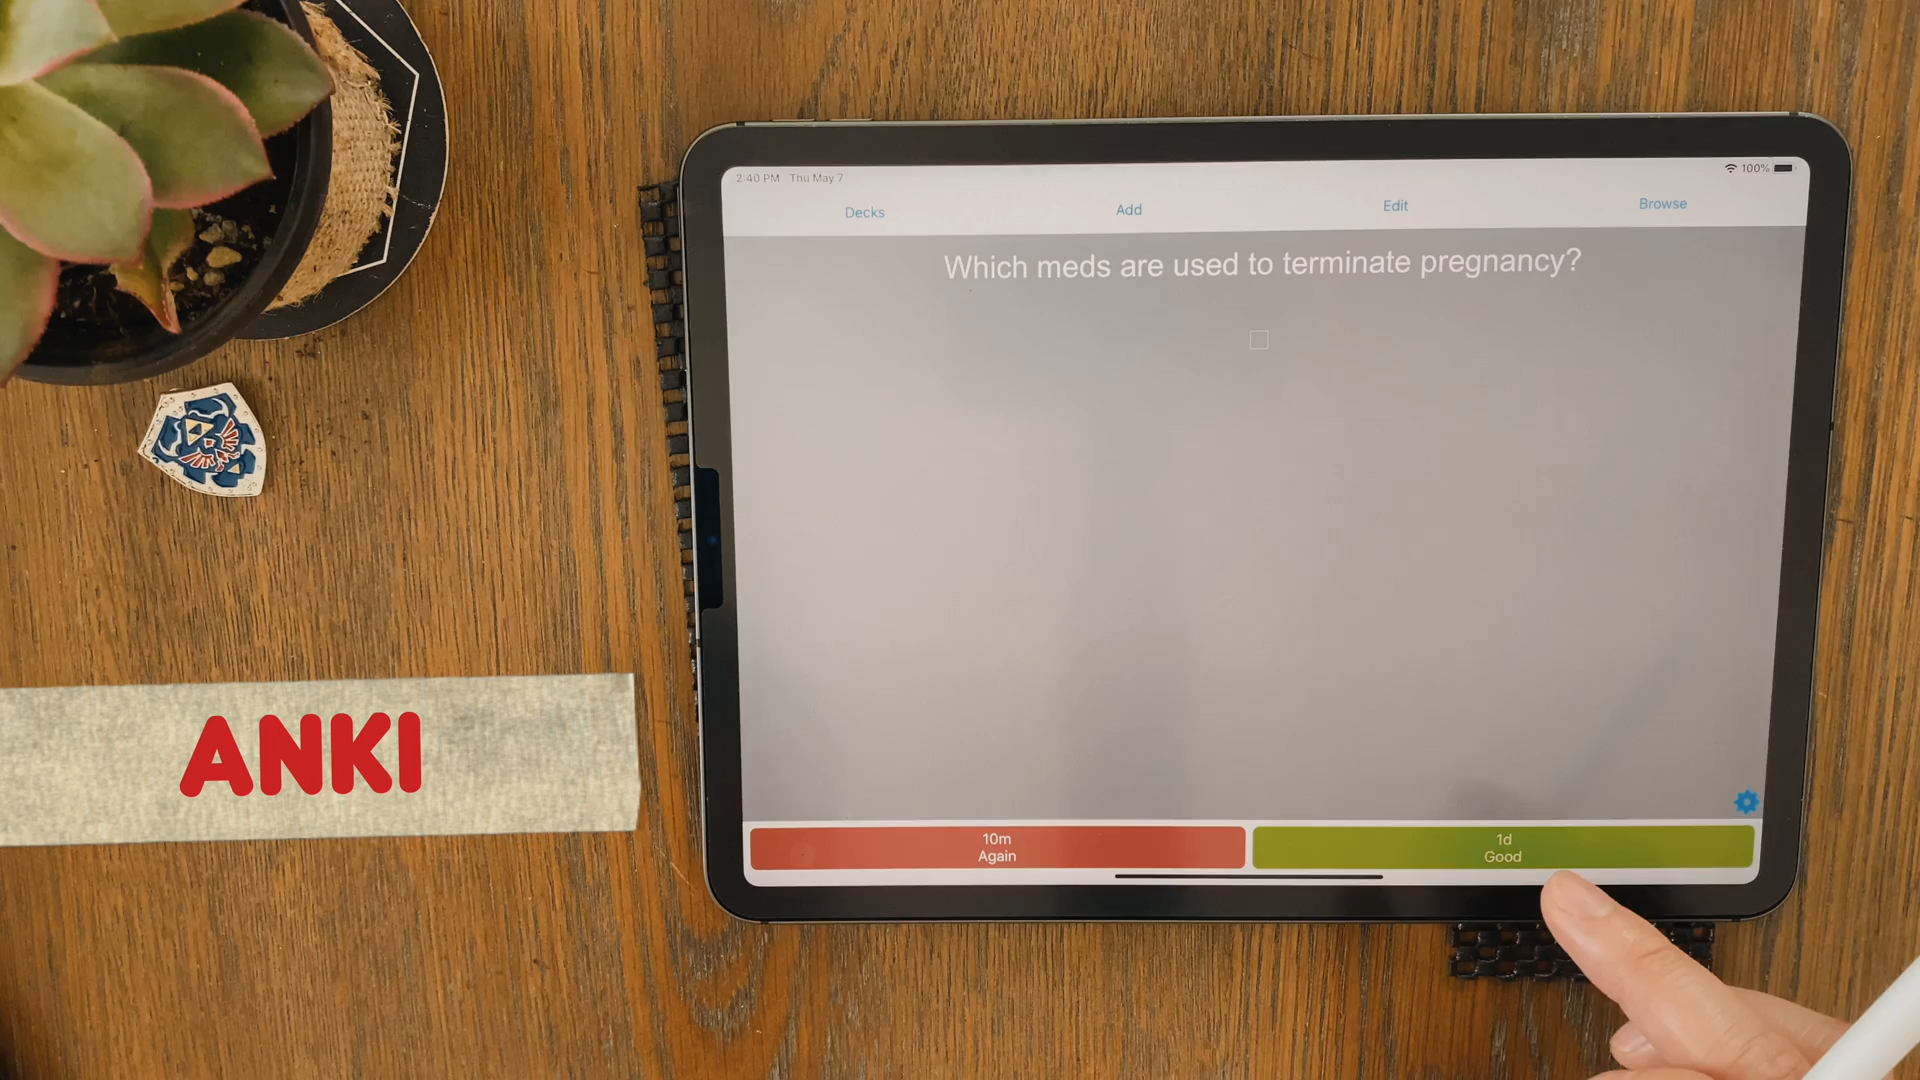 2:40 PM Thu May 7
100%
Decks Add Edit Browse
Which meds are used to terminate pregnancy?
ANKI
10m
Again
1d
Good